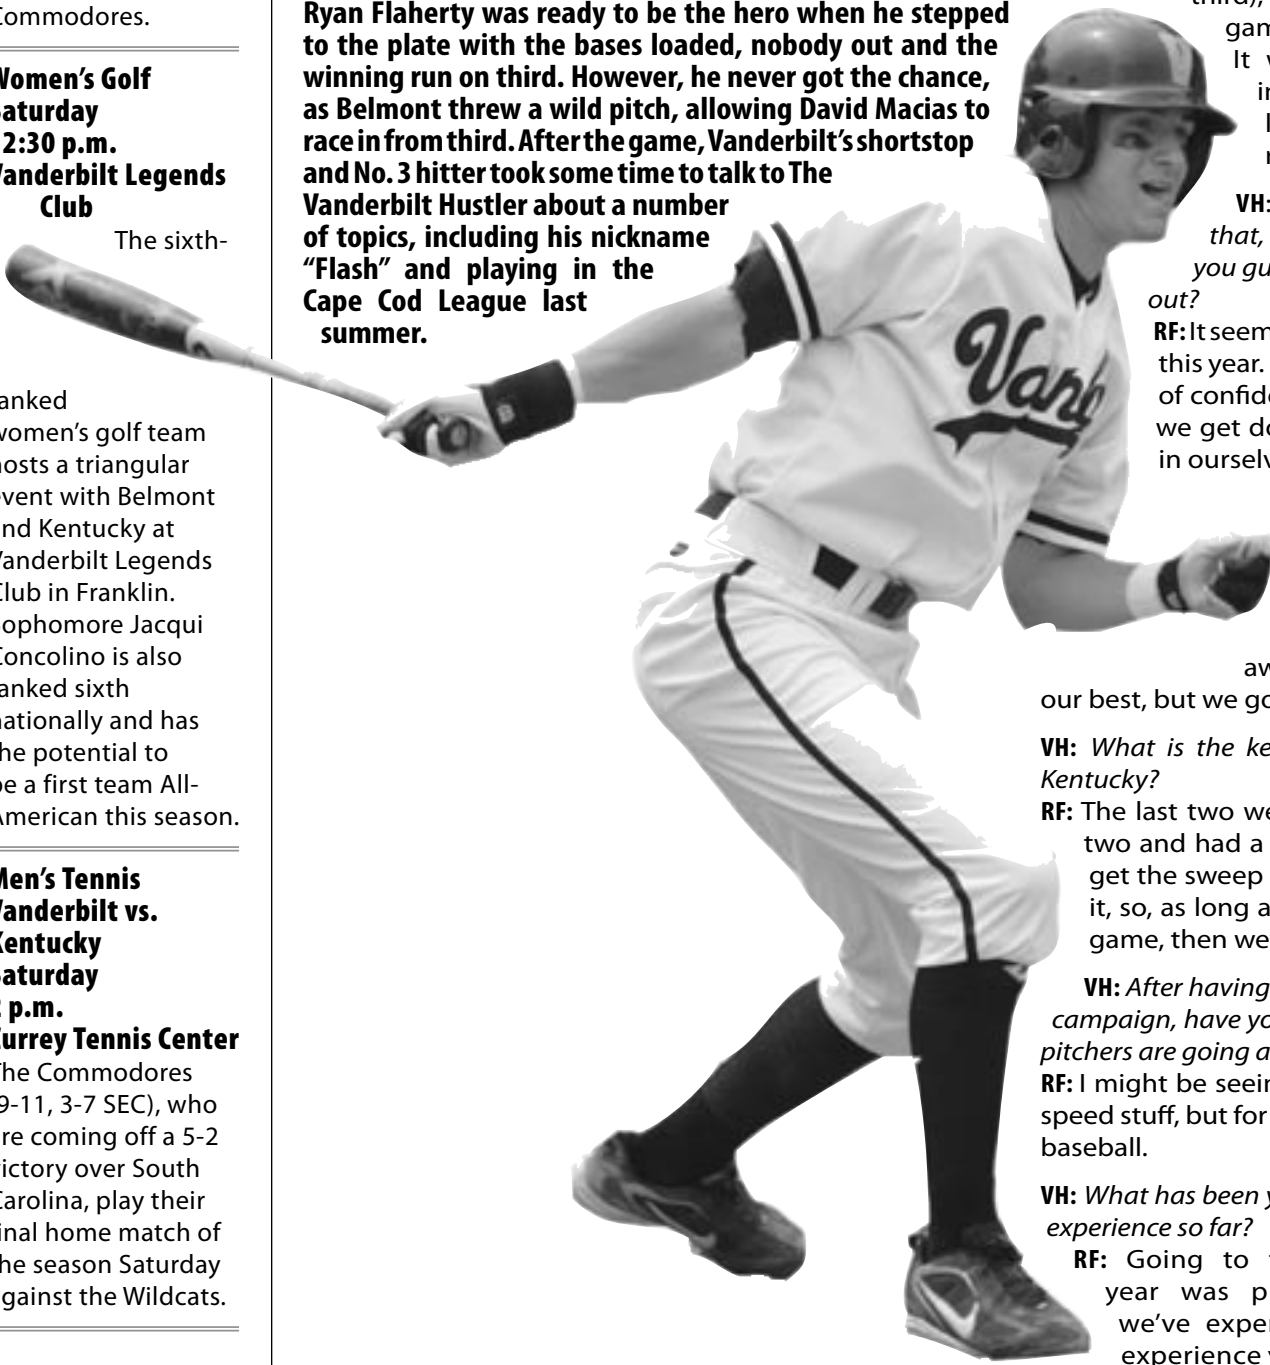 Commodores.
Women's Golf
Saturday
2:30 p.m.
Vanderbilt Legends
Club
The sixth-
ranked
women's golf team
hosts a triangular
event with Belmont
and Kentucky at
Vanderbilt Legends
Club in Franklin.
Sophomore Jacqui
Concolino is also
ranked sixth
nationally and has
the potential to
be a first team All-
American this season.
Men's Tennis
Vanderbilt vs.
Kentucky
Saturday
p.m.
Currey Tennis Center
The Commodores
9-11, 3-7 SEC), who
are coming off a 5-2
victory over South
Carolina, play their
final home match of
the season Saturday
against the Wildcats.
Ryan Flaherty was ready to be the hero when he stepped
to the plate with the bases loaded, nobody out and the
winning run on third. However, he never got the chance,
as Belmont threw a wild pitch, allowing David Macias to
race in from third. After the game, Vanderbilt's shortstop
and No. 3 hitter took some time to talk to The
Vanderbilt Hustler about a number
of topics, including his nickname
"Flash" and playing in the
Cape Cod League last
summer.
Vand
third),
gam
It w
in
VH:
that,
you gu
out?
RF: It seem
this year.
of confide
we get do
in ourselv
aw
our best, but we go
VH: What is the ke
Kentucky?
RF: The last two we
two and had a
get the sweep
it, so, as long a
game, then we
VH: After having
campaign, have yo
pitchers are going a
RF: I might be seein
speed stuff, but for
baseball.
VH: What has been y
experience so far?
RF: Going to t
year was p
we've exper
experience